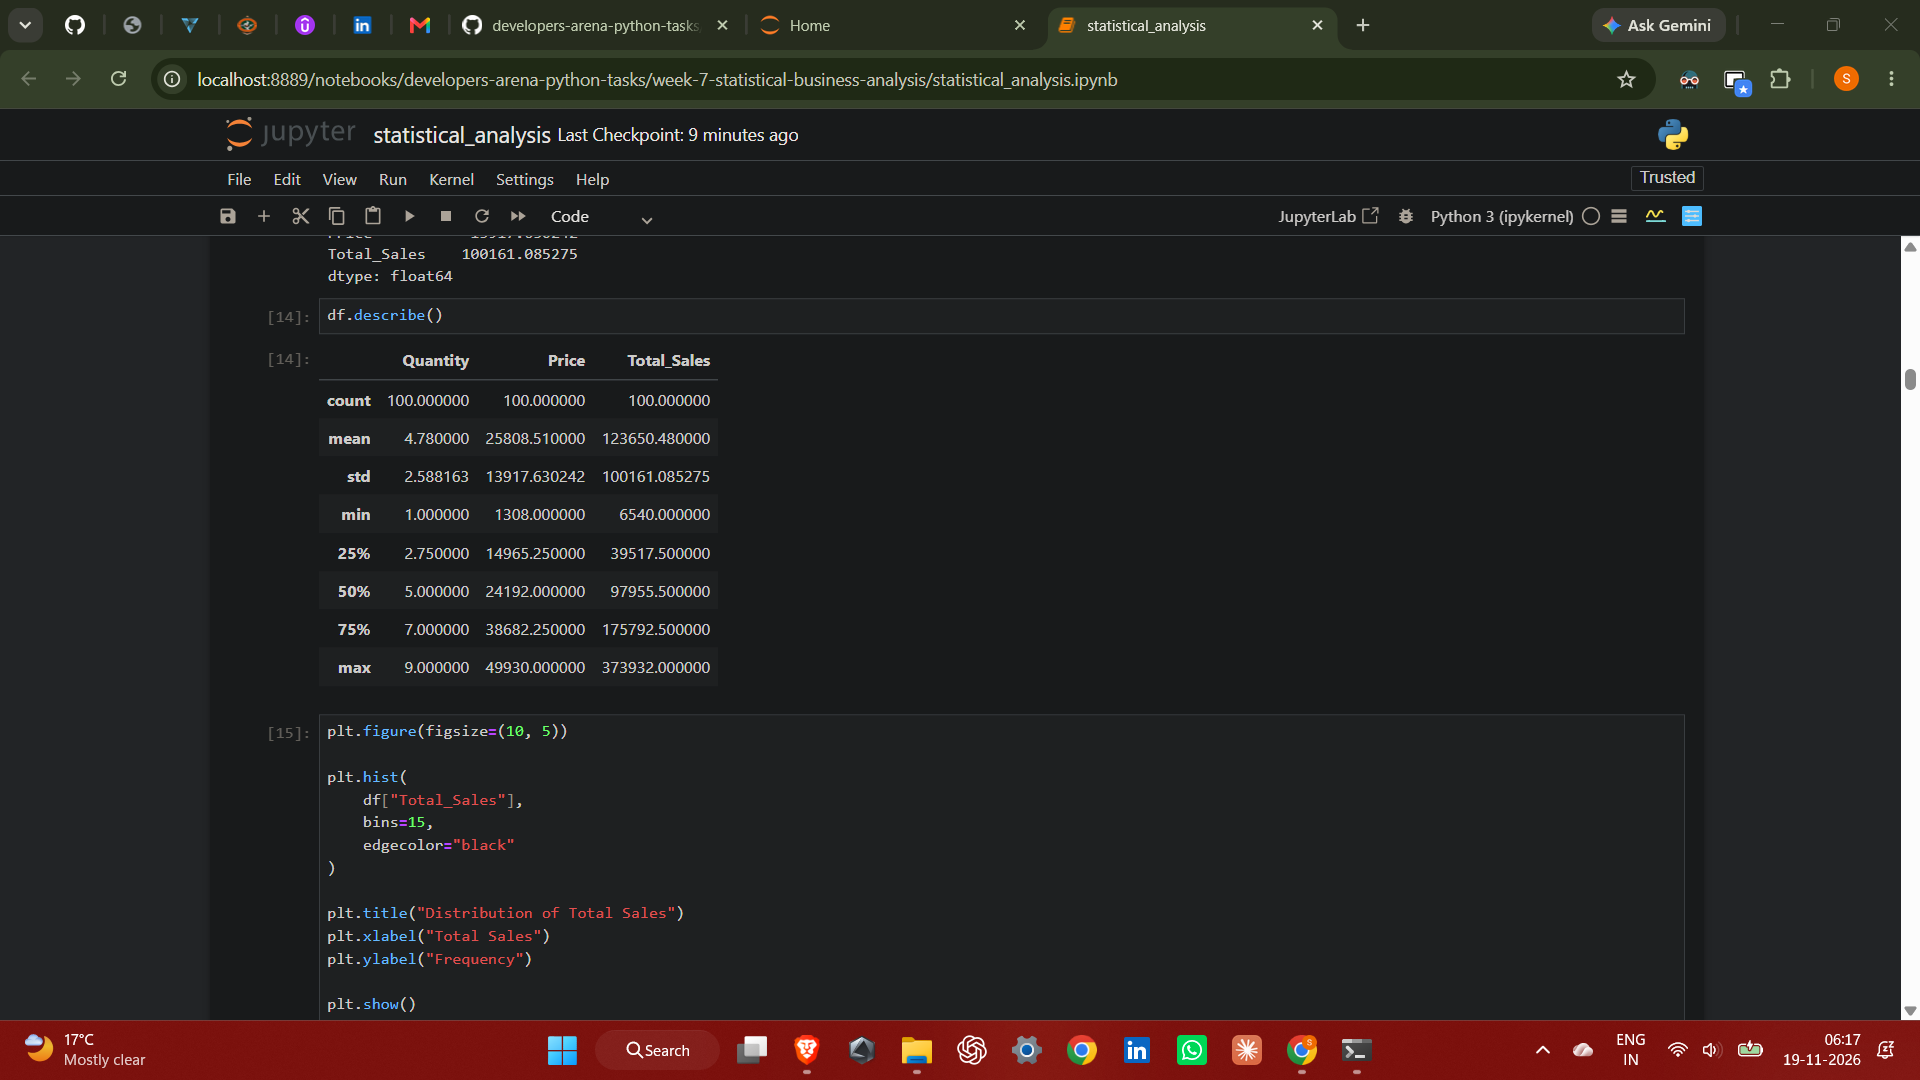 developers-arena-python-tasks
Home
statistical_analysis
Ask Gemini
localhost:8889/notebooks/developers-arena-python-tasks/week-7-statistical-business-analysis/statistical_analysis.ipynb
S
jupyter statistical_analysis Last Checkpoint: 9 minutes ago
File Edit View Run Kernel Settings Help Trusted
Code JupyterLab Python 3 (ipykernel)
Total_Sales 100161.085275
dtype: float64
[14]: df.describe()
[14]: Quantity Price Total_Sales
count 100.000000 100.000000 100.000000
mean 4.780000 25808.510000 123650.480000
std 2.588163 13917.630242 100161.085275
min 1.000000 1308.000000 6540.000000
25% 2.750000 14965.250000 39517.500000
50% 5.000000 24192.000000 97955.500000
75% 7.000000 38682.250000 175792.500000
max 9.000000 49930.000000 373932.000000
[15]: plt.figure(figsize=(10, 5))
plt.hist(
df["Total_Sales"],
bins=15,
edgecolor="black"
)
plt.title("Distribution of Total Sales")
plt.xlabel("Total Sales")
plt.ylabel("Frequency")
plt.show()
17°C
Mostly clear
Search
ENG
IN
06:17
19-11-2026